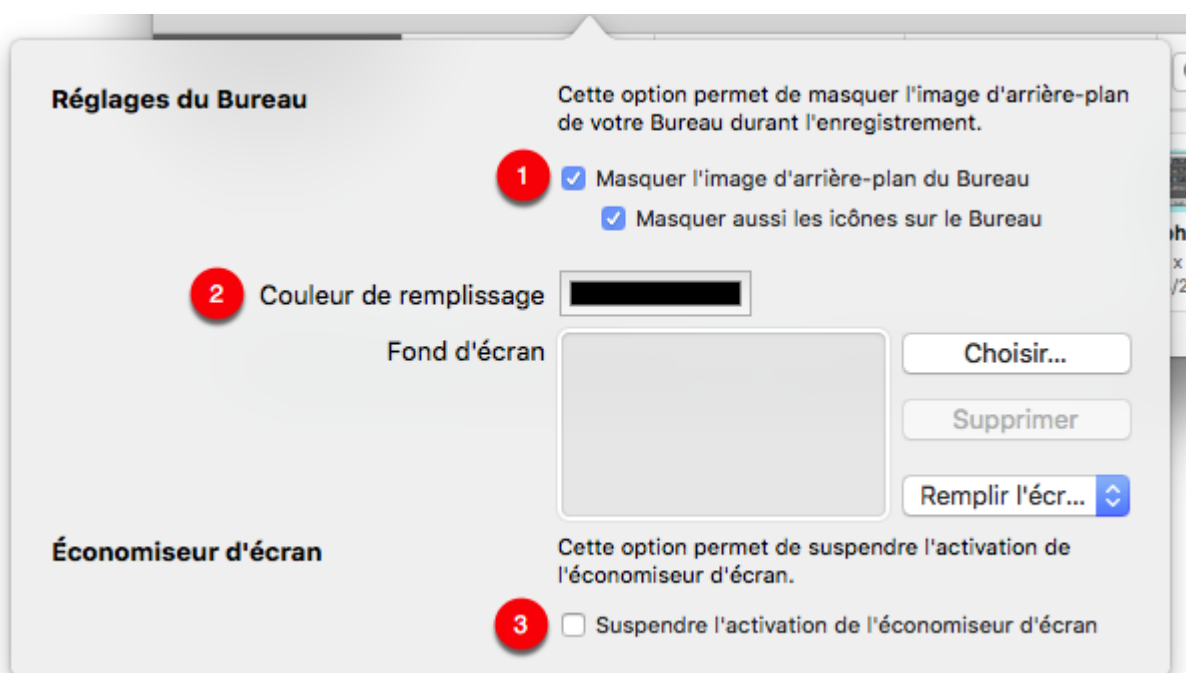 Réglages du Bureau
Cette option permet de masquer l'image d'arrière-plan
de votre Bureau durant l'enregistrement.
1
Masquer l'image d'arrière-plan du Bureau
Masquer aussi les icônes sur le Bureau
2
Couleur de remplissage
Fond d'écran
Choisir...
Supprimer
Remplir l'écr...
Économiseur d'écran
Cette option permet de suspendre l'activation de
l'économiseur d'écran.
3
Suspendre l'activation de l'économiseur d'écran